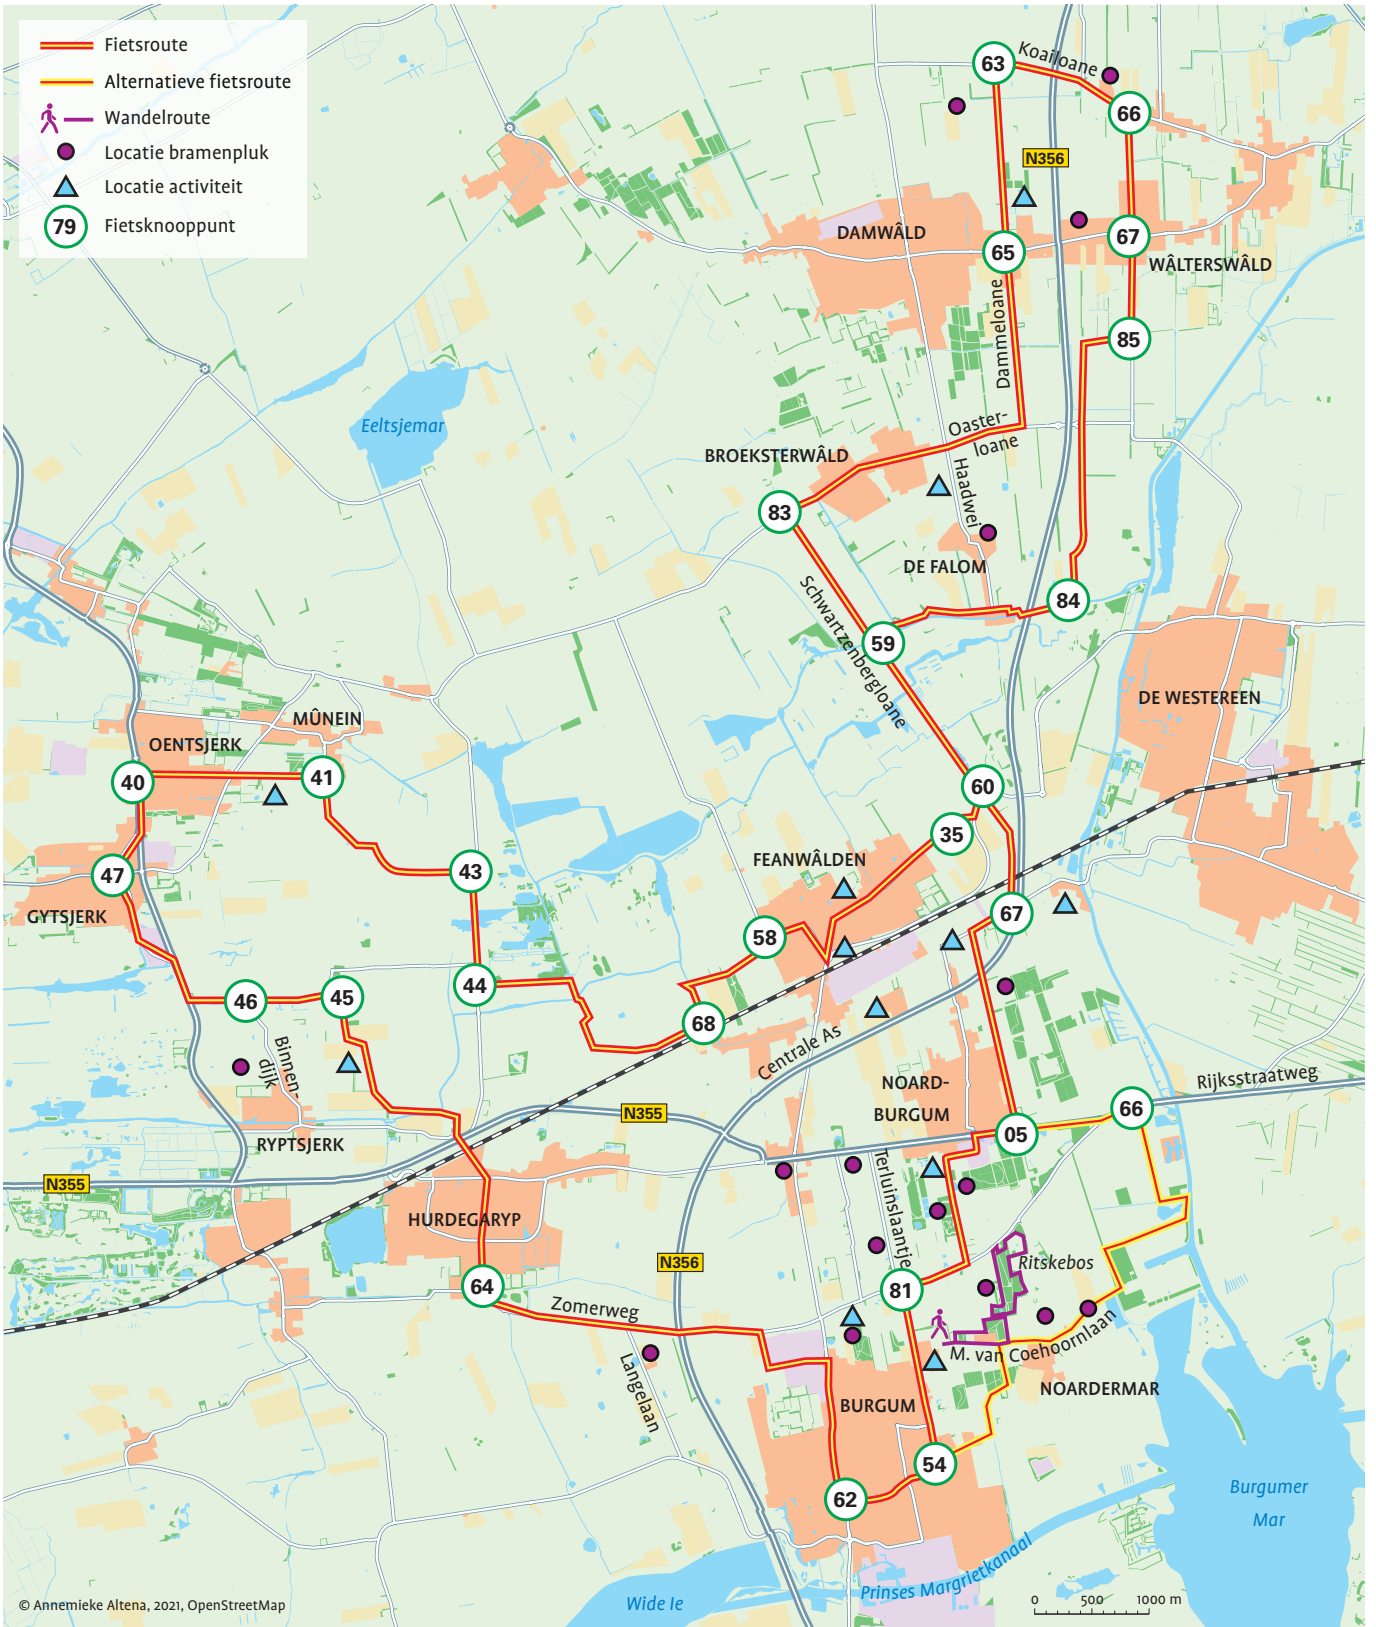 Fietsroute
Alternatieve fietsroute
Wandelroute
Locatie bramenpluk
Locatie activiteit
79 Fietsknooppunt
63
Koailoane
66
N356
DAMWÂLD
65
67
WÂLTERSWÂLD
Dammeloane
85
Eeltsjemar
Oaster-
loane
BROEKSTERWÂLD
Haadwei
83
DE FALOM
Schwartzenbergloane
84
59
DE WESTEREEN
MÛNEIN
OENTSJERK
40
41
60
35
FEANWÂLDEN
47
43
GYTSJERK
67
58
44
46
45
68
Centrale As
Binnen-
dijk
NOARD-
BURGUM
Rijksstraatweg
66
N355
05
RYPTSJERK
Terluinslaantje
N355
HURDEGARYP
N356
Ritskebos
64
81
Zomerweg
M. van Coehoornlaan
Langelaan
NOARDERMAR
BURGUM
54
62
Burgumer
Mar
Prinses Margrietkanaal
Wide Ie
© Annemieke Altena, 2021, OpenStreetMap
0 500 1000 m